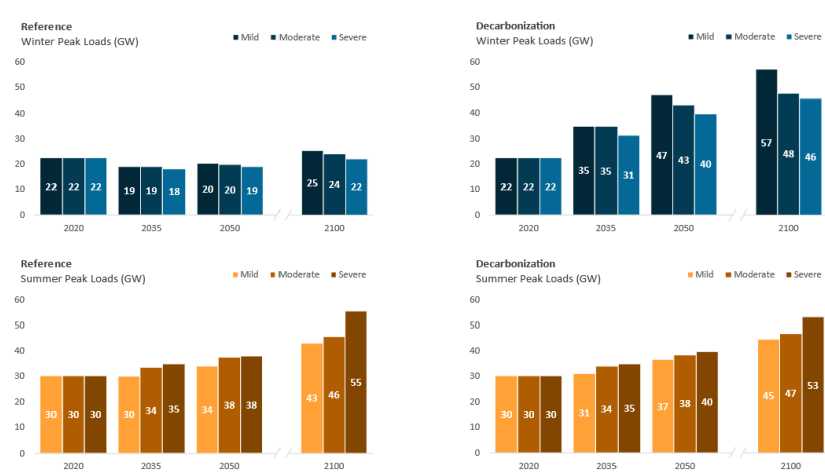 Reference
Winter Peak Loads (GW)
Mild Moderate Severe
60
50
40
30
20
10
0
22 22 22 19 19 18 20 20 19 25 24 22
2020 2035 2050 2100
Decarbonization
Winter Peak Loads (GW)
Mild Moderate Severe
60
50
40
30
20
10
0
22 22 22 35 35 31 47 43 40 57 48 46
2020 2035 2050 2100
Reference
Summer Peak Loads (GW)
Mild Moderate Severe
60
50
40
30
20
10
0
30 30 30 30 34 35 34 38 38 43 46 55
2020 2035 2050 2100
Decarbonization
Summer Peak Loads (GW)
Mild Moderate Severe
60
50
40
30
20
10
0
30 30 30 31 34 35 37 38 40 45 47 53
2020 2035 2050 2100